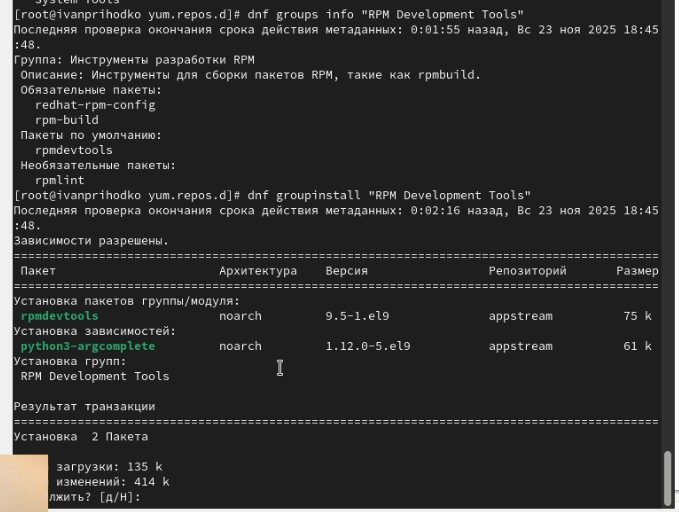 System Tools
[root@ivanprihodko yum.repos.d]# dnf groups info "RPM Development Tools"
Последняя проверка окончания срока действия метаданных: 0:01:55 назад, Вс 23 ноя 2025 18:45
:48.
Группа: Инструменты разработки RPM
 Описание: Инструменты для сборки пакетов RPM, такие как rpmbuild.
 Обязательные пакеты:
   redhat-rpm-config
   rpm-build
 Пакеты по умолчанию:
   rpmdevtools
 Необязательные пакеты:
   rpmlint
[root@ivanprihodko yum.repos.d]# dnf groupinstall "RPM Development Tools"
Последняя проверка окончания срока действия метаданных: 0:02:16 назад, Вс 23 ноя 2025 18:45
:48.
Зависимости разрешены.
 Пакет Архитектура Версия Репозиторий Размер
Установка пакетов группы/модуля:
 rpmdevtools noarch 9.5-1.el9 appstream 75 k
Установка зависимостей:
 python3-argcomplete noarch 1.12.0-5.el9 appstream 61 k
Установка групп:
 RPM Development Tools
Результат транзакции
Установка  2 Пакета
загрузки: 135 k
изменений: 414 k
лжить? [д/Н]: